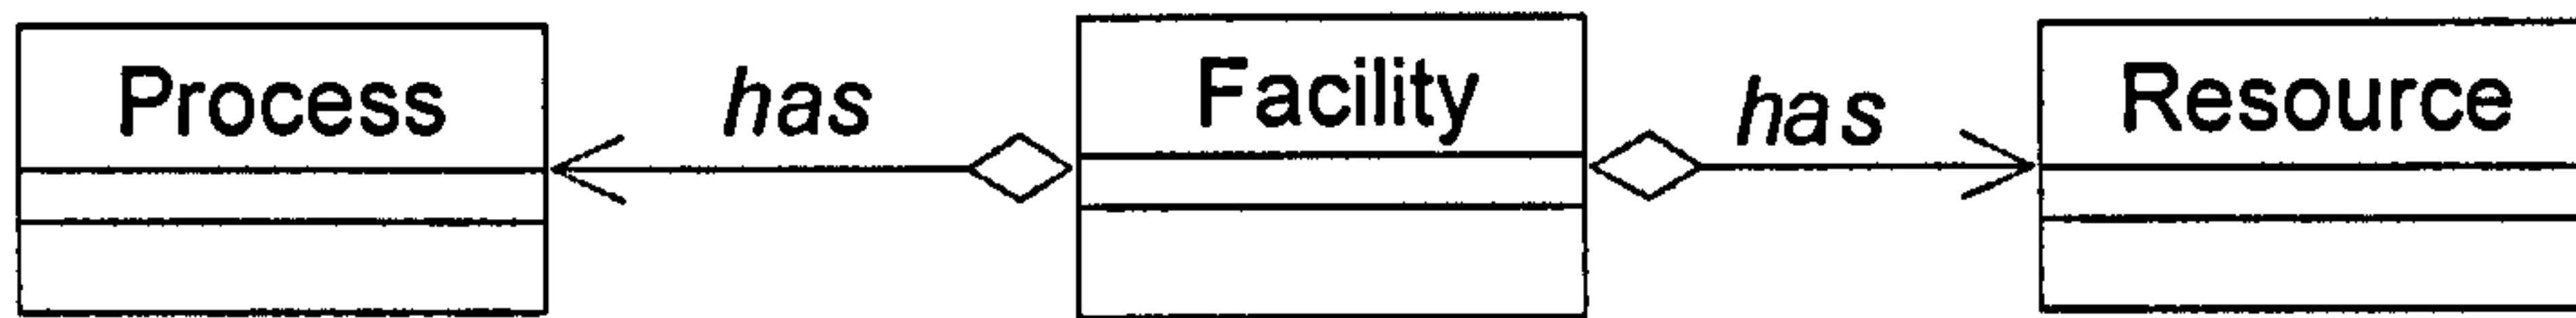 Process
has
Facility
has
Resource